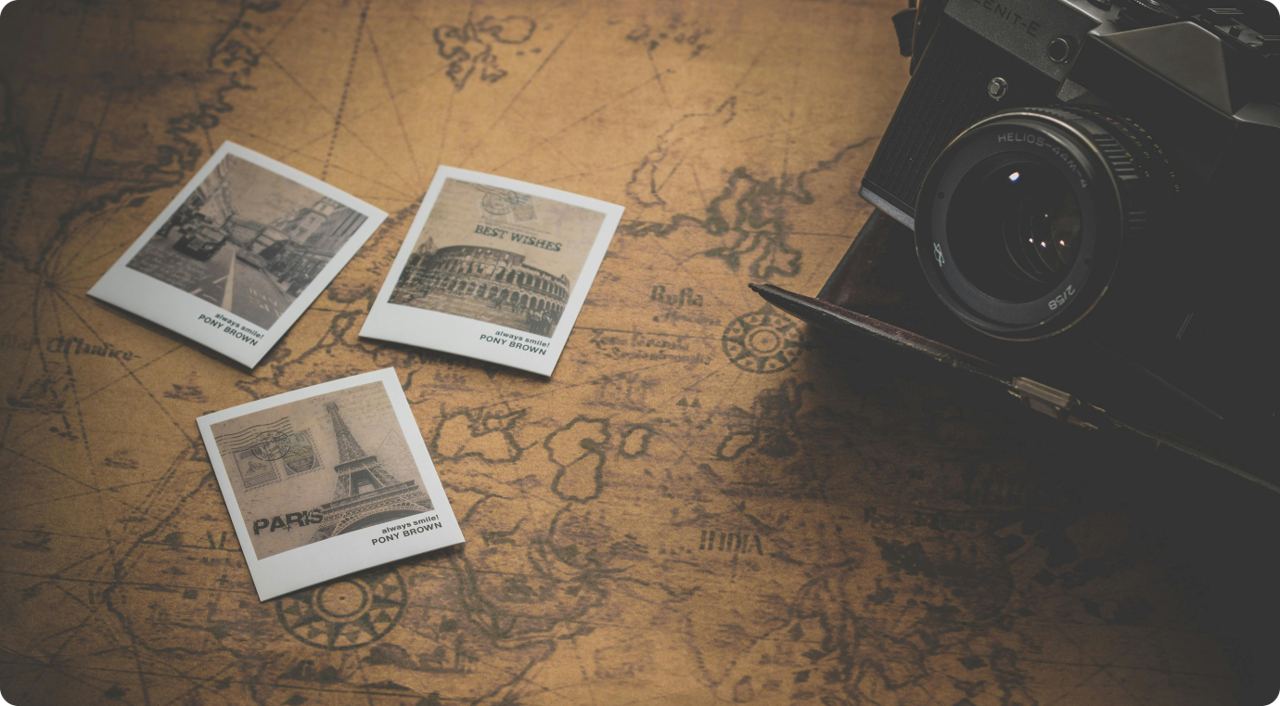 ZENIT-E
HELIOS-44M-4
2/58
BEST WISHES
always smile!
PONY BROWN
always smile!
PONY BROWN
PARIS
always smile!
PONY BROWN
INDIA